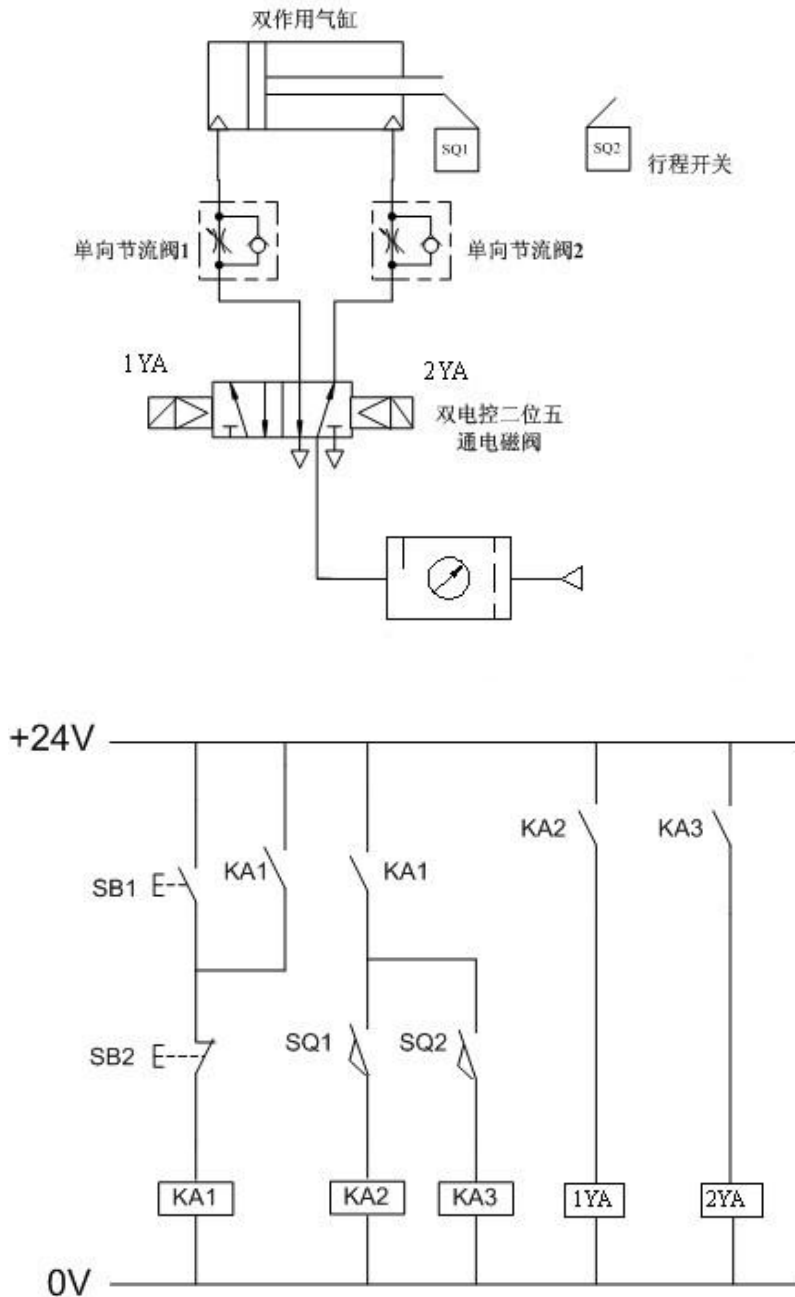 双作用气缸
SQ1
SQ2
行程开关
单向节流阀1
单向节流阀2
1YA
2YA
双电控二位五
通电磁阀
+24V
KA2
KA3
SB1
KA1
KA1
SB2
SQ1
SQ2
KA1
KA2
KA3
1YA
2YA
0V